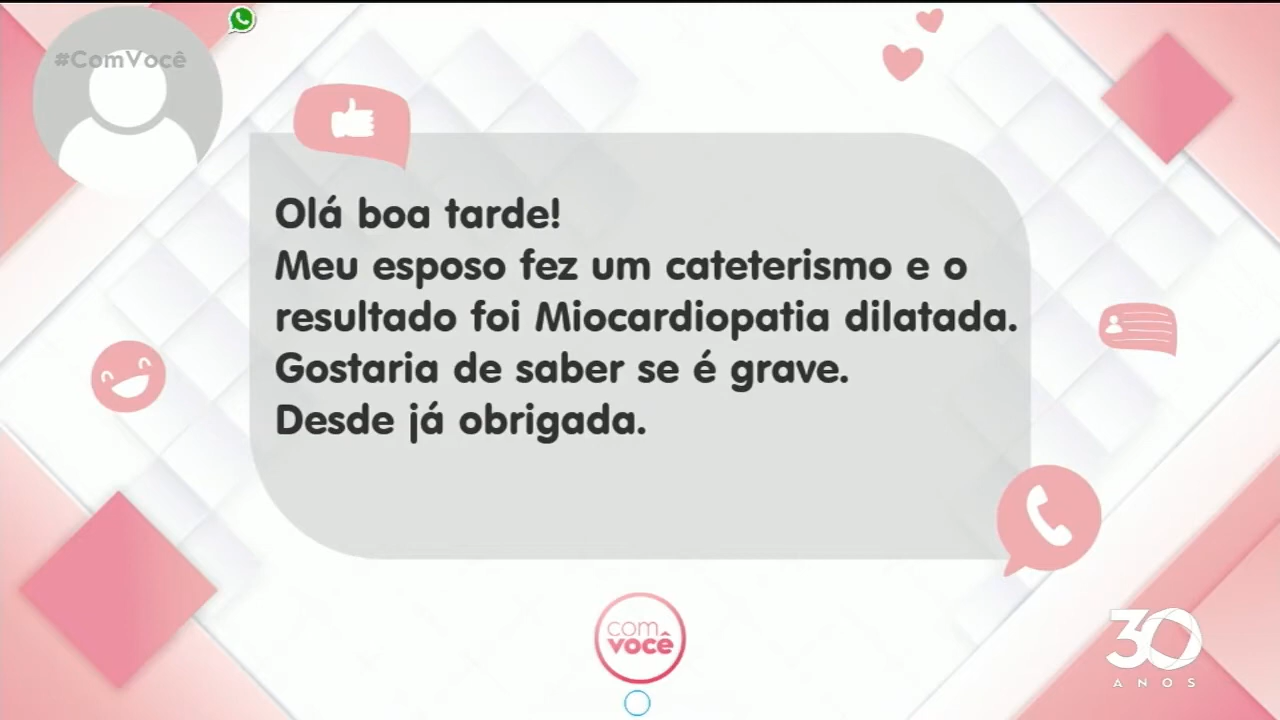 #ComVocê
Olá boa tarde!
Meu esposo fez um cateterismo e o
resultado foi Miocardiopatia dilatada.
Gostaria de saber se é grave.
Desde já obrigada.
com
você
30
ANOS